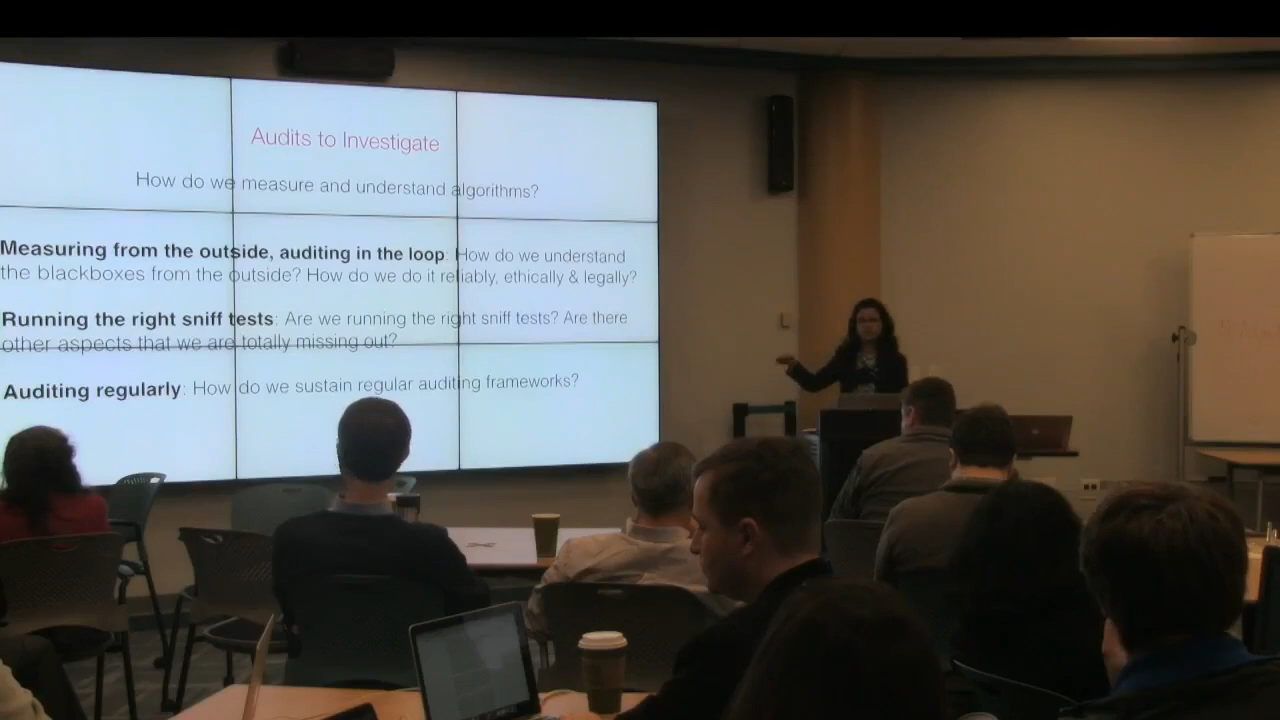 Audits to Investigate
How do we measure and understand algorithms?
Measuring from the outside, auditing in the loop: How do we understand
the blackboxes from the outside? How do we do it reliably, ethically & legally?
Running the right sniff tests: Are we running the right sniff tests? Are there
other aspects that we are totally missing out?
Auditing regularly: How do we sustain regular auditing frameworks?